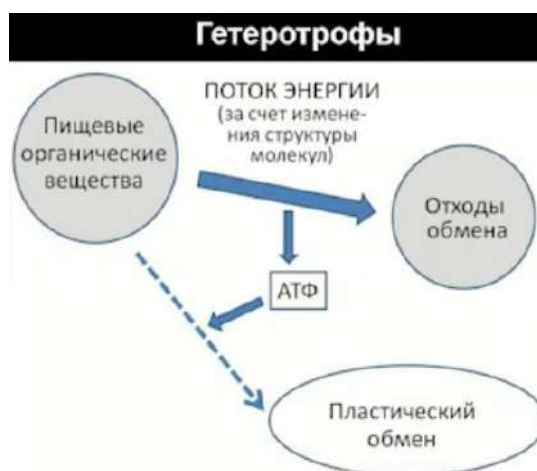 Гетеротрофы
ПОТОК ЭНЕРГИИ
(за счет измене-
ния структуры
молекул)
Пищевые
органические
вещества
Отходы
обмена
АТФ
Пластический
обмен